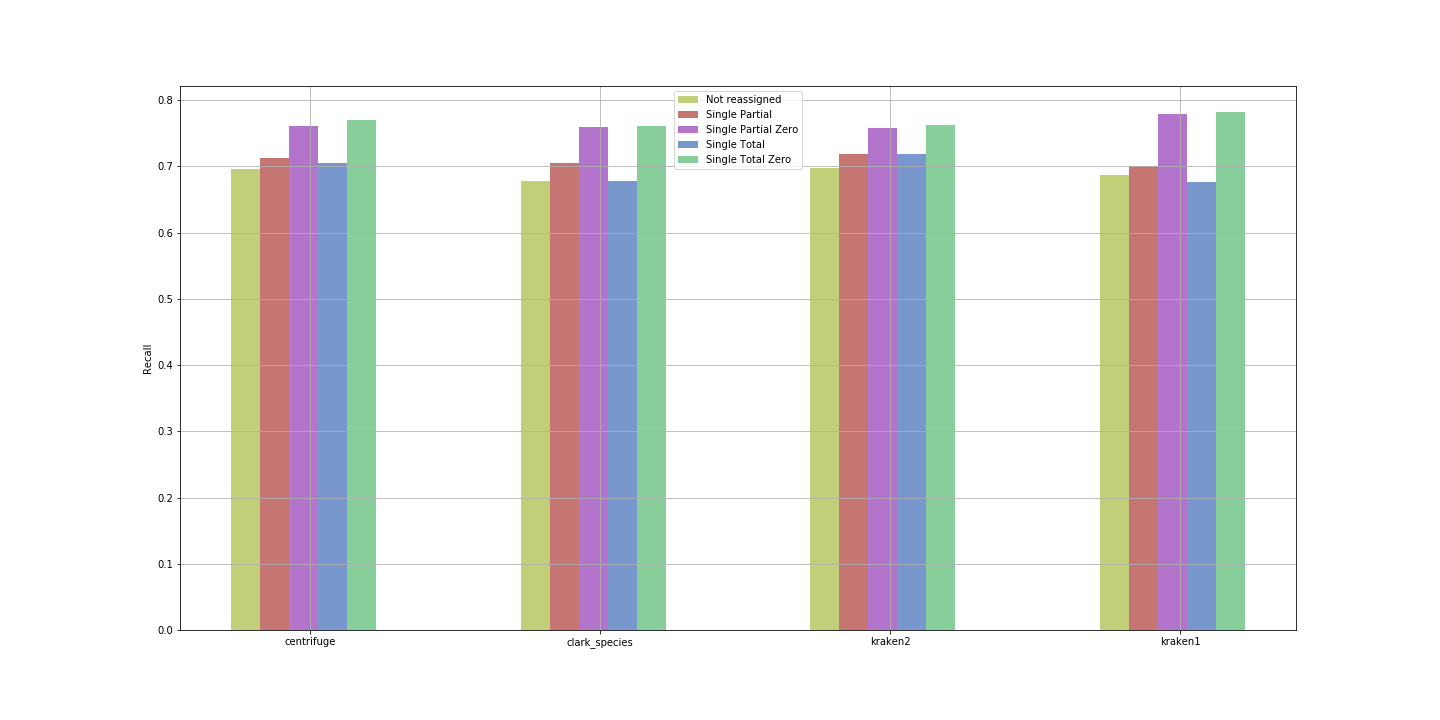 Not reassigned
Single Partial
Single Partial Zero
Single Total
Single Total Zero
0.8
0.7
0.6
0.5
0.4
0.3
0.2
0.1
0.0
Recall
centrifuge
clark_species
kraken2
kraken1